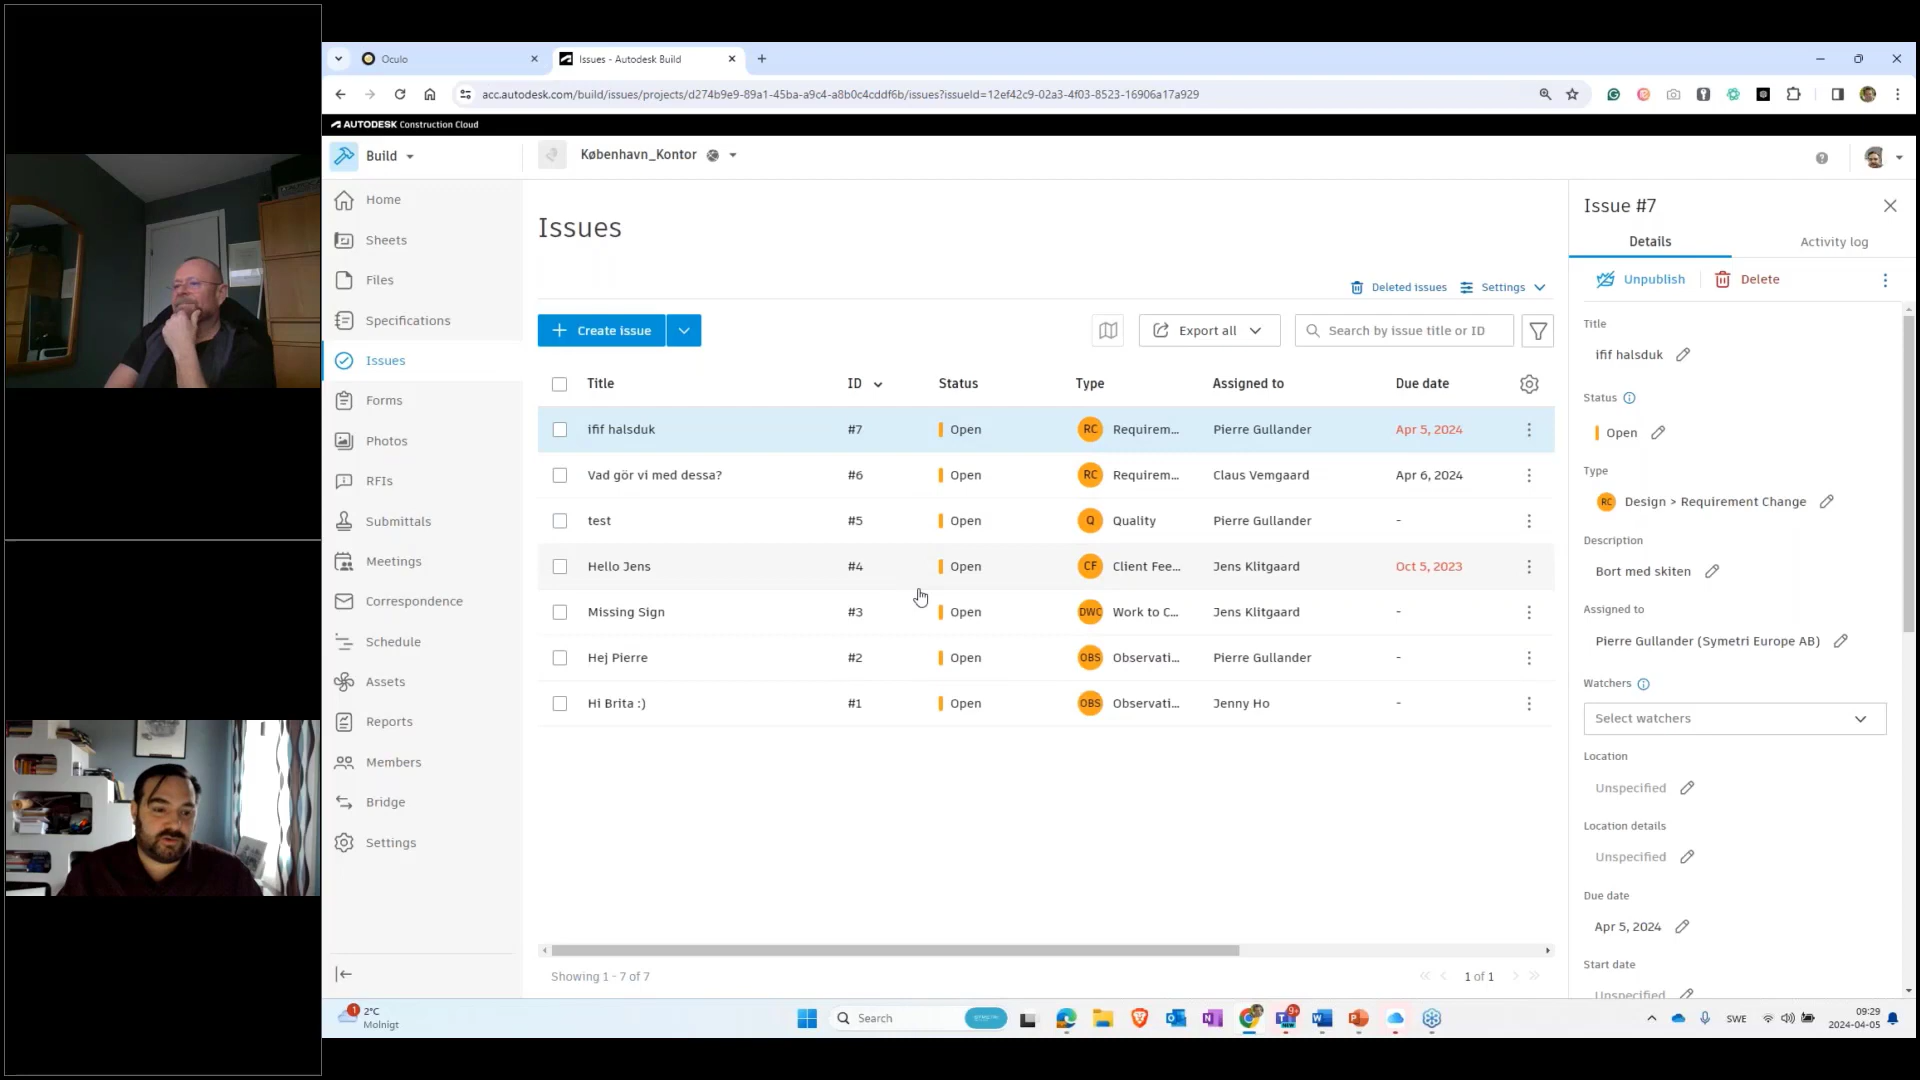 Oculo
Issues - Autodesk Build
acc.autodesk.com/build/issues/projects/d274b9e9-89a1-45ba-a9c4-a8b0c4cddf6b/issues?issueId=12ef42c9-02a3-4f03-8523-16906a17a929
AUTODESK Construction Cloud
Build
København_Kontor
Home
Sheets
Files
Specifications
Issues
Forms
Photos
RFIs
Submittals
Meetings
Correspondence
Schedule
Assets
Reports
Members
Bridge
Settings
Issues
Deleted issues
Settings
Create issue
Export all
Search by issue title or ID
Title ID Status Type Assigned to Due date
ifif halsduk #7 Open RC Requirem... Pierre Gullander Apr 5, 2024
Vad gör vi med dessa? #6 Open RC Requirem... Claus Vemgaard Apr 6, 2024
test #5 Open Q Quality Pierre Gullander -
Hello Jens #4 Open CF Client Fee... Jens Klitgaard Oct 5, 2023
Missing Sign #3 Open DWC Work to C... Jens Klitgaard -
Hej Pierre #2 Open OBS Observati... Pierre Gullander -
Hi Brita :) #1 Open OBS Observati... Jenny Ho -
Showing 1 - 7 of 7
1 of 1
Issue #7
Details
Activity log
Unpublish
Delete
Title
ifif halsduk
Status
Open
Type
RC Design > Requirement Change
Description
Bort med skiten
Assigned to
Pierre Gullander (Symetri Europe AB)
Watchers
Select watchers
Location
Unspecified
Location details
Unspecified
Due date
Apr 5, 2024
Start date
Unspecified
1
2°C
Molnigt
Search
9+
NEW
SWE
09:29
2024-04-05